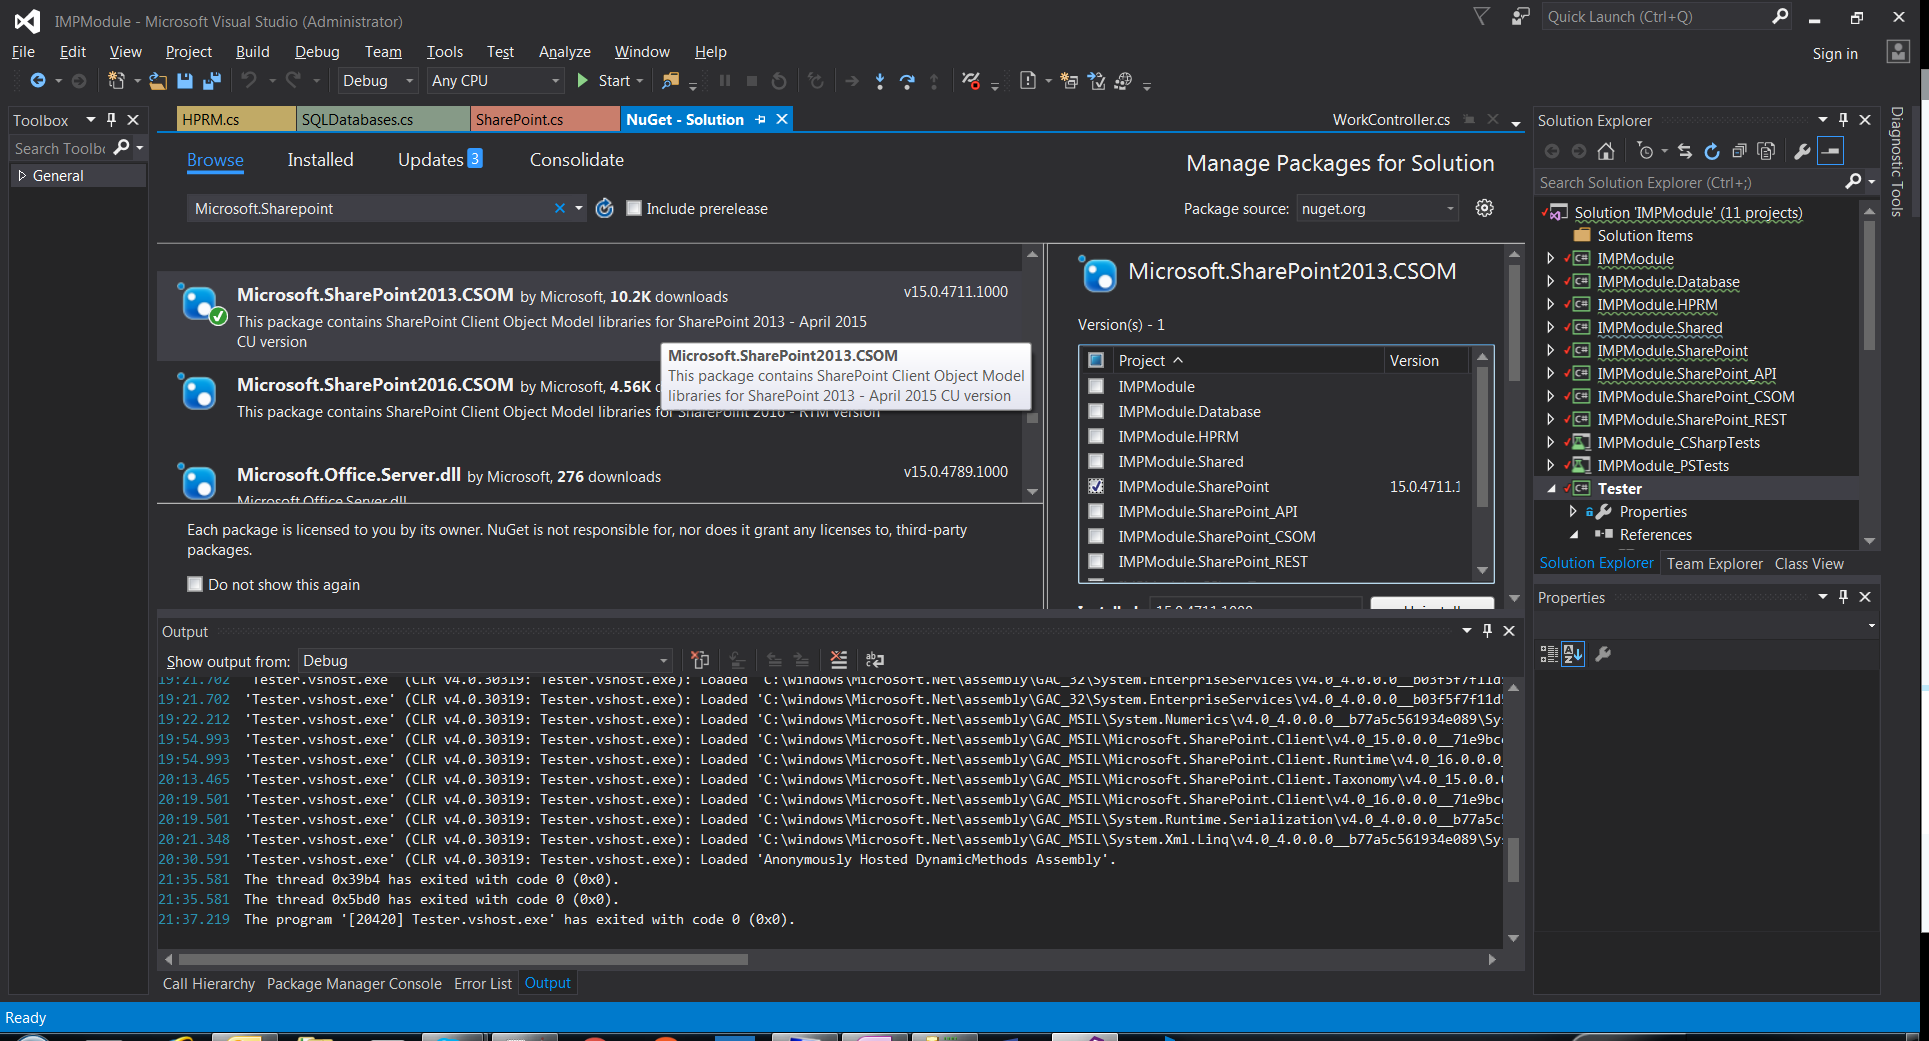 IMPModule - Microsoft Visual Studio (Administrator)
Quick Launch (Ctrl+Q)
File Edit View Project Build Debug Team Tools Test Analyze Window Help
Sign in
Debug Any CPU Start
Toolbox
Search Toolbo
General
HPRM.cs SQLDatabases.cs SharePoint.cs NuGet - Solution WorkController.cs
Browse Installed Updates 3 Consolidate
Manage Packages for Solution
Microsoft.Sharepoint
Include prerelease
Package source: nuget.org
Microsoft.SharePoint2013.CSOM by Microsoft, 10.2K downloads v15.0.4711.1000
This package contains SharePoint Client Object Model libraries for SharePoint 2013 - April 2015
CU version
Microsoft.SharePoint2016.CSOM by Microsoft, 4.56K
This package contains SharePoint Client Object Model libraries for SharePoint 2016 - RTM version
Microsoft.SharePoint2013.CSOM
This package contains SharePoint Client Object Model
libraries for SharePoint 2013 - April 2015 CU version
Microsoft.Office.Server.dll by Microsoft, 276 downloads v15.0.4789.1000
Microsoft.Office.Server.dll
Each package is licensed to you by its owner. NuGet is not responsible for, nor does it grant any licenses to, third-party
packages.
Do not show this again
Microsoft.SharePoint2013.CSOM
Version(s) - 1
Project Version
IMPModule
IMPModule.Database
IMPModule.HPRM
IMPModule.Shared
IMPModule.SharePoint 15.0.4711.1
IMPModule.SharePoint_API
IMPModule.SharePoint_CSOM
IMPModule.SharePoint_REST
15.0.4711.1000 Uninstall
Output
Show output from: Debug
19:21.702 'Tester.vshost.exe' (CLR v4.0.30319: Tester.vshost.exe): Loaded 'C:\windows\Microsoft.Net\assembly\GAC_32\System.EnterpriseServices\v4.0_4.0.0.0__b03f5f7f11d5
19:21.702 'Tester.vshost.exe' (CLR v4.0.30319: Tester.vshost.exe): Loaded 'C:\windows\Microsoft.Net\assembly\GAC_32\System.EnterpriseServices\v4.0_4.0.0.0__b03f5f7f11d5
19:22.212 'Tester.vshost.exe' (CLR v4.0.30319: Tester.vshost.exe): Loaded 'C:\windows\Microsoft.Net\assembly\GAC_MSIL\System.Numerics\v4.0_4.0.0.0__b77a5c561934e089\Sys
19:54.993 'Tester.vshost.exe' (CLR v4.0.30319: Tester.vshost.exe): Loaded 'C:\windows\Microsoft.Net\assembly\GAC_MSIL\Microsoft.SharePoint.Client\v4.0_15.0.0.0__71e9bce
19:54.993 'Tester.vshost.exe' (CLR v4.0.30319: Tester.vshost.exe): Loaded 'C:\windows\Microsoft.Net\assembly\GAC_MSIL\Microsoft.SharePoint.Client.Runtime\v4.0_16.0.0.0_
20:13.465 'Tester.vshost.exe' (CLR v4.0.30319: Tester.vshost.exe): Loaded 'C:\windows\Microsoft.Net\assembly\GAC_MSIL\Microsoft.SharePoint.Client.Taxonomy\v4.0_15.0.0.0
20:19.501 'Tester.vshost.exe' (CLR v4.0.30319: Tester.vshost.exe): Loaded 'C:\windows\Microsoft.Net\assembly\GAC_MSIL\Microsoft.SharePoint.Client\v4.0_16.0.0.0__71e9bce
20:19.501 'Tester.vshost.exe' (CLR v4.0.30319: Tester.vshost.exe): Loaded 'C:\windows\Microsoft.Net\assembly\GAC_MSIL\System.Runtime.Serialization\v4.0_4.0.0.0__b77a5c5
20:21.348 'Tester.vshost.exe' (CLR v4.0.30319: Tester.vshost.exe): Loaded 'C:\windows\Microsoft.Net\assembly\GAC_MSIL\System.Xml.Linq\v4.0_4.0.0.0__b77a5c561934e089\Sys
20:30.591 'Tester.vshost.exe' (CLR v4.0.30319: Tester.vshost.exe): Loaded 'Anonymously Hosted DynamicMethods Assembly'.
21:35.581 The thread 0x39b4 has exited with code 0 (0x0).
21:35.581 The thread 0x5bd0 has exited with code 0 (0x0).
21:37.219 The program '[20420] Tester.vshost.exe' has exited with code 0 (0x0).
Call Hierarchy Package Manager Console Error List Output
Solution Explorer
Search Solution Explorer (Ctrl+;)
Solution 'IMPModule' (11 projects)
Solution Items
IMPModule
IMPModule.Database
IMPModule.HPRM
IMPModule.Shared
IMPModule.SharePoint
IMPModule.SharePoint_API
IMPModule.SharePoint_CSOM
IMPModule.SharePoint_REST
IMPModule_CSharpTests
IMPModule_PSTests
Tester
Properties
References
Solution Explorer Team Explorer Class View
Properties
Diagnostic Tools
Ready